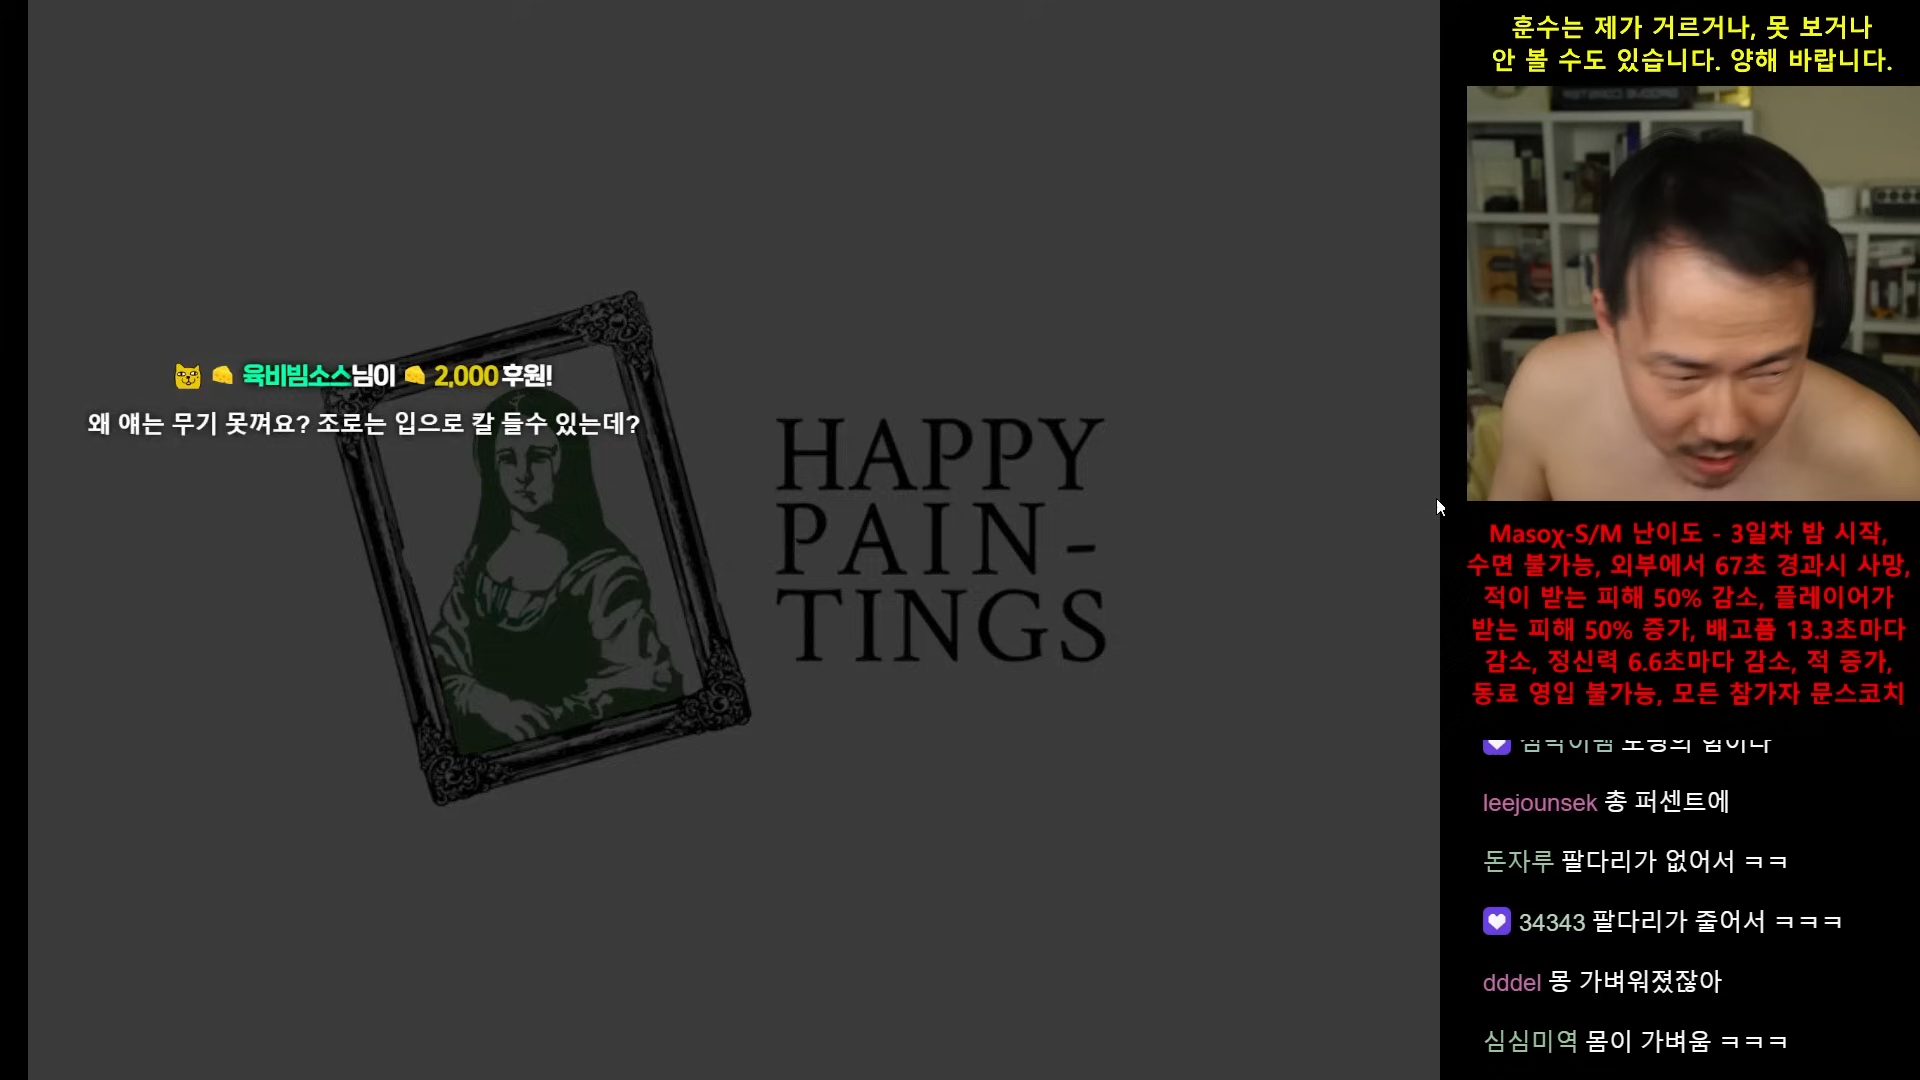 훈수는 제가 거르거나, 못 보거나
안 볼 수도 있습니다. 양해 바랍니다.
육비빔소스님이 2,000후원!
왜 얘는 무기 못껴요? 조로는 입으로 칼 들수 있는데?
HAPPY
PAIN-
TINGS
Masoχ-S/M 난이도 - 3일차 밤 시작,
수면 불가능, 외부에서 67초 경과시 사망,
적이 받는 피해 50% 감소, 플레이어가
받는 피해 50% 증가, 배고픔 13.3초마다
감소, 정신력 6.6초마다 감소, 적 증가,
동료 영입 불가능, 모든 참가자 문스코치
leejounsek 총 퍼센트에
돈자루 팔다리가 없어서 ㅋㅋ
34343 팔다리가 줄어서 ㅋㅋㅋ
dddel 몽 가벼워졌잖아
심심미역 몸이 가벼움 ㅋㅋㅋ